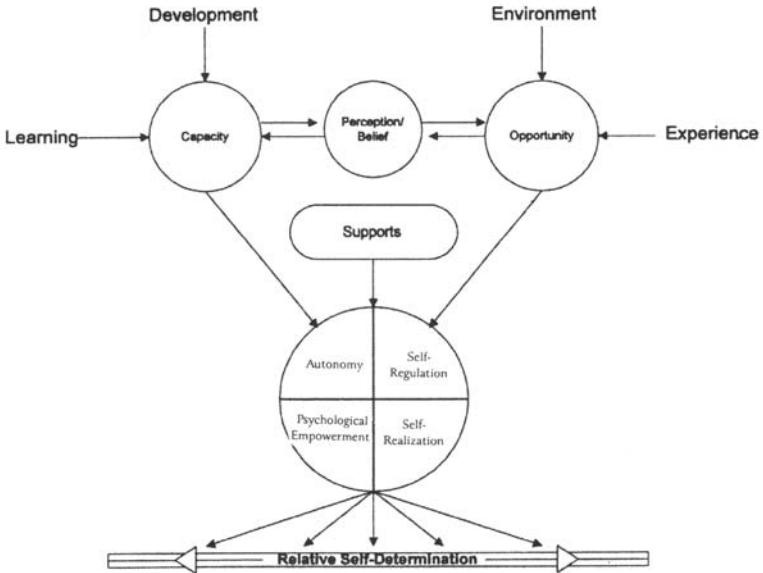 Development
Environment
Learning
Capacity
Perception/
Belief
Opportunity
Experience
Supports
Autonomy
Self-
Regulation
Psychological
Empowerment
Self-
Realization
Relative Self-Determination